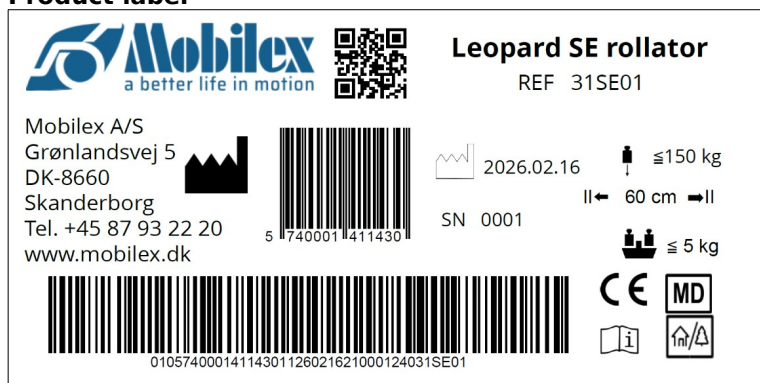 Product label
Mobilex
a better life in motion
Leopard SE rollator
REF 31SE01
Mobilex A/S
Grønlandsvej 5
DK-8660
Skanderborg
Tel. +45 87 93 22 20
www.mobilex.dk
5 740001 411430
2026.02.16
SN 0001
≦150 kg
60 cm
≦ 5 kg
CE
MD
i
01057400014114301126021621000124031SE01